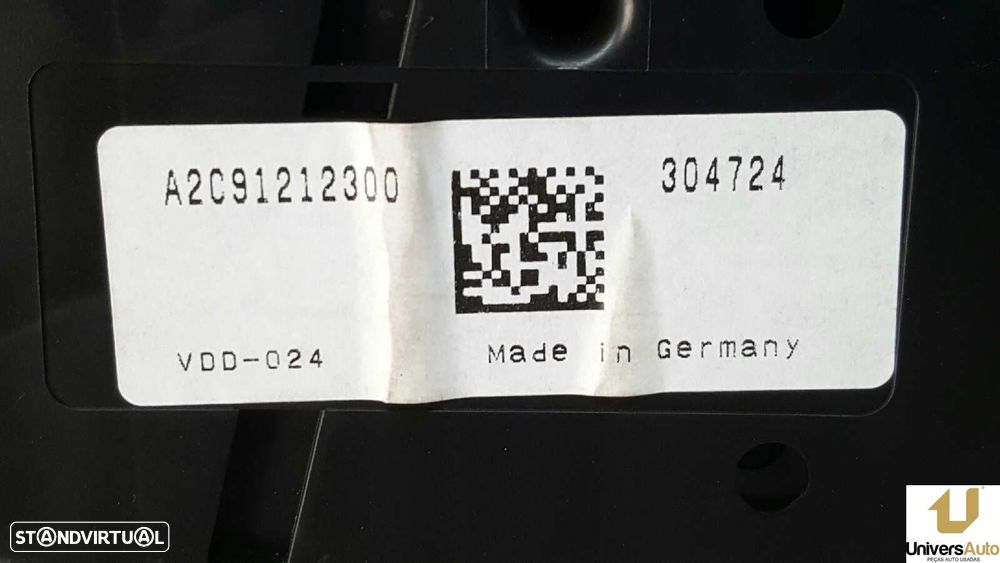 A2C91212300
304724
VDD-024
Made in Germany
STANDVIRTUAL
UniversAuto
PEÇAS AUTO USADAS